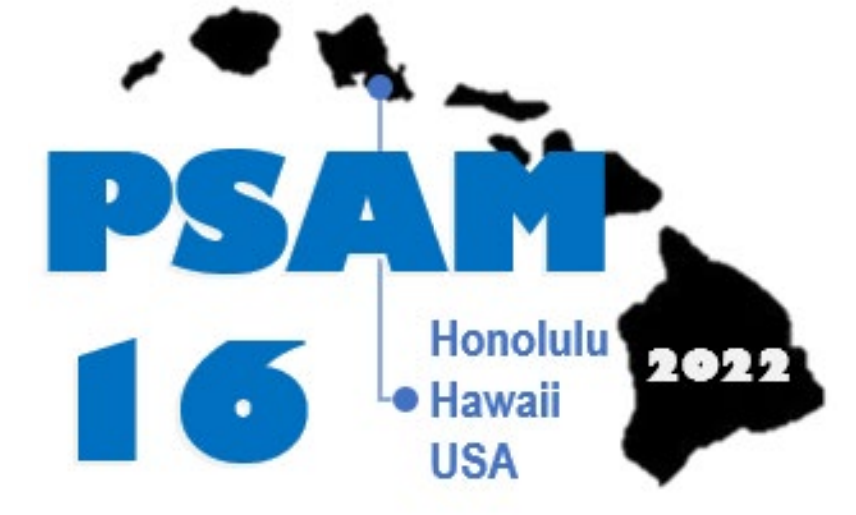 PSAM
16
Honolulu
Hawaii
USA
2022